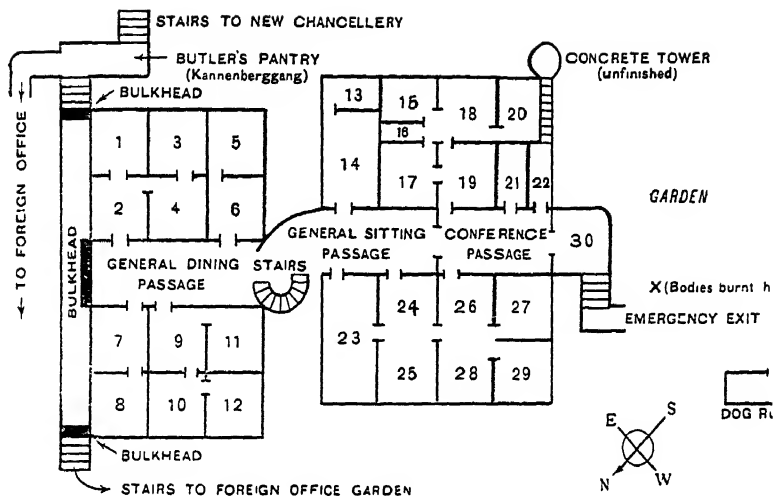 STAIRS TO NEW CHANCELLERY
BUTLER'S PANTRY
(Kannenberggang)
BULKHEAD
CONCRETE TOWER
(unfinished)
TO FOREIGN OFFICE
BULKHEAD
1
3
5
2
4
6
13
15
16
18
20
14
17
19
21
22
GARDEN
GENERAL DINING
PASSAGE
STAIRS
GENERAL SITTING
PASSAGE
CONFERENCE
PASSAGE
30
X (Bodies burnt h
EMERGENCY EXIT
7
9
11
8
10
12
23
24
26
27
25
28
29
DOG RU
E
S
N
W
BULKHEAD
STAIRS TO FOREIGN OFFICE GARDEN